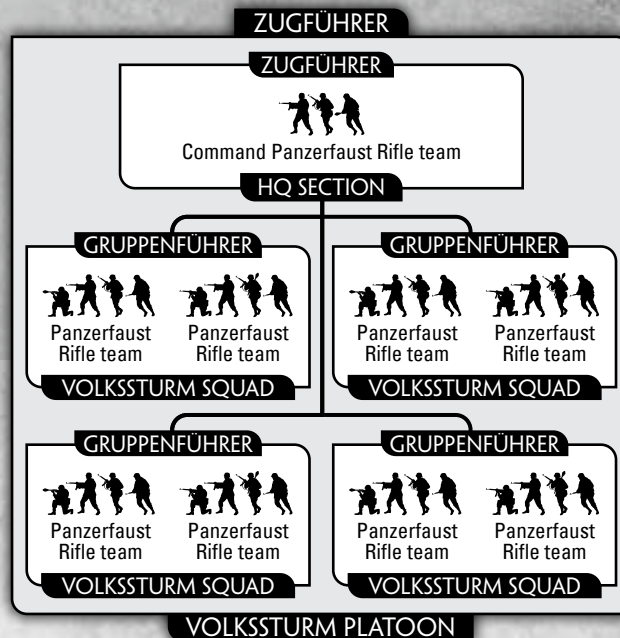 ZUGFÜHRER
ZUGFÜHRER
Command Panzerfaust Rifle team
HQ SECTION
GRUPPENFÜHRER
Panzerfaust
Rifle team
Panzerfaust
Rifle team
VOLKSSTURM SQUAD
GRUPPENFÜHRER
Panzerfaust
Rifle team
Panzerfaust
Rifle team
VOLKSSTURM SQUAD
GRUPPENFÜHRER
Panzerfaust
Rifle team
Panzerfaust
Rifle team
VOLKSSTURM SQUAD
GRUPPENFÜHRER
Panzerfaust
Rifle team
Panzerfaust
Rifle team
VOLKSSTURM SQUAD
VOLKSSTURM PLATOON